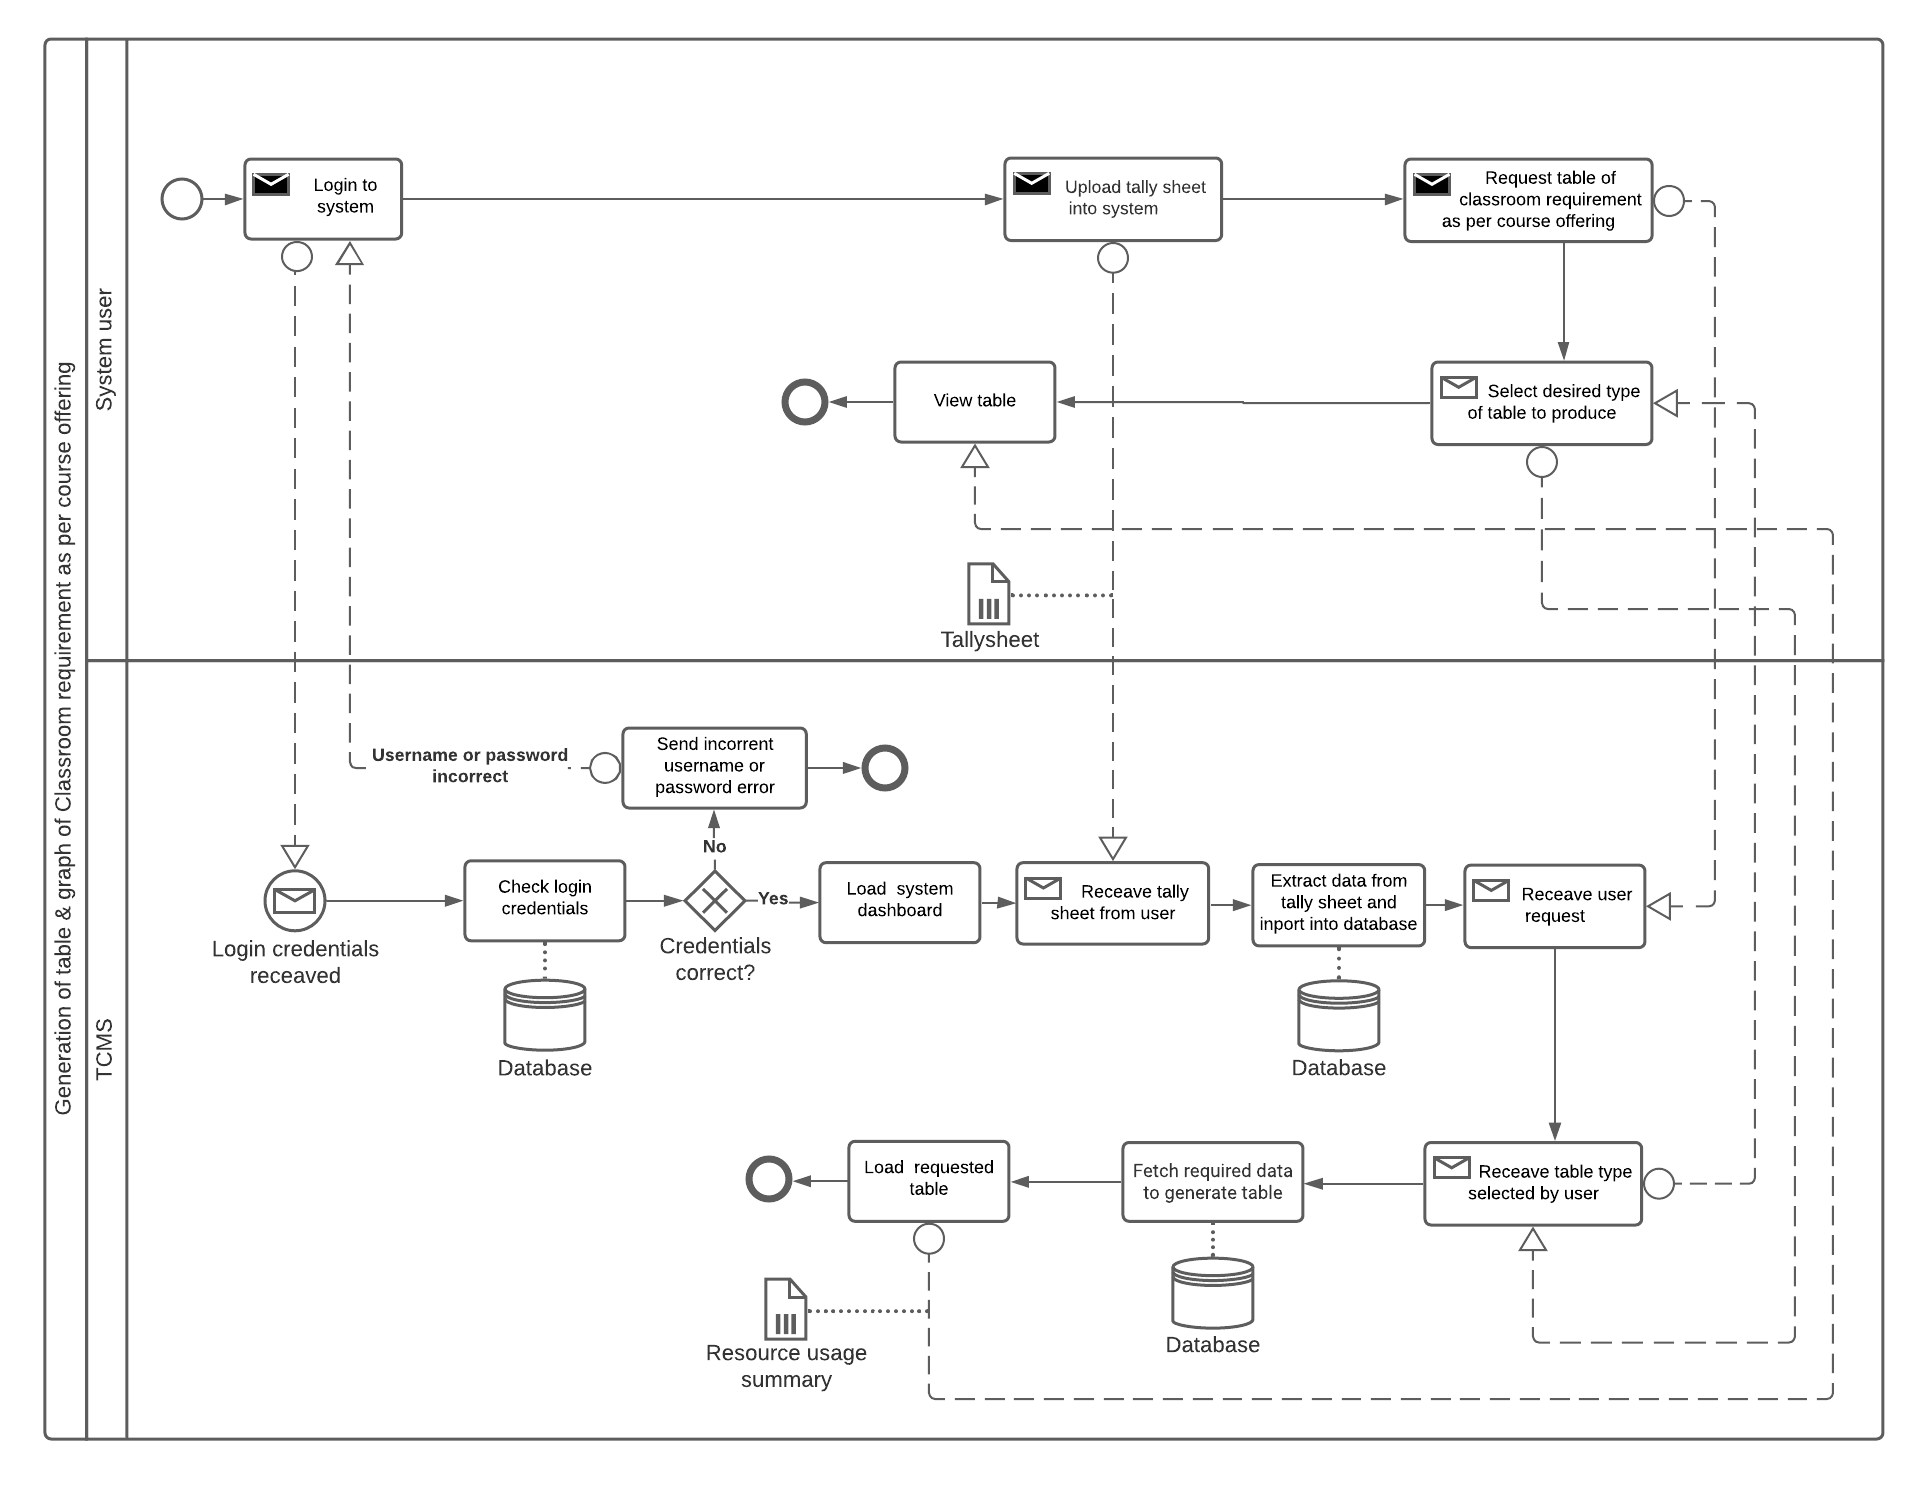 Generation of table & graph of Classroom requirement as per course offering
System user
Login to
system
Upload tally sheet
into system
Request table of
classroom requirement
as per course offering
View table
Select desired type
of table to produce
Tallysheet
TCMS
Username or password
incorrect
Send incorrent
username or
password error
No
Login credentials
receaved
Check login
credentials
Database
Credentials
correct?
Yes
Load system
dashboard
Receave tally
sheet from user
Extract data from
tally sheet and
inport into database
Database
Receave user
request
Load requested
table
Fetch required data
to generate table
Receave table type
selected by user
Database
Resource usage
summary